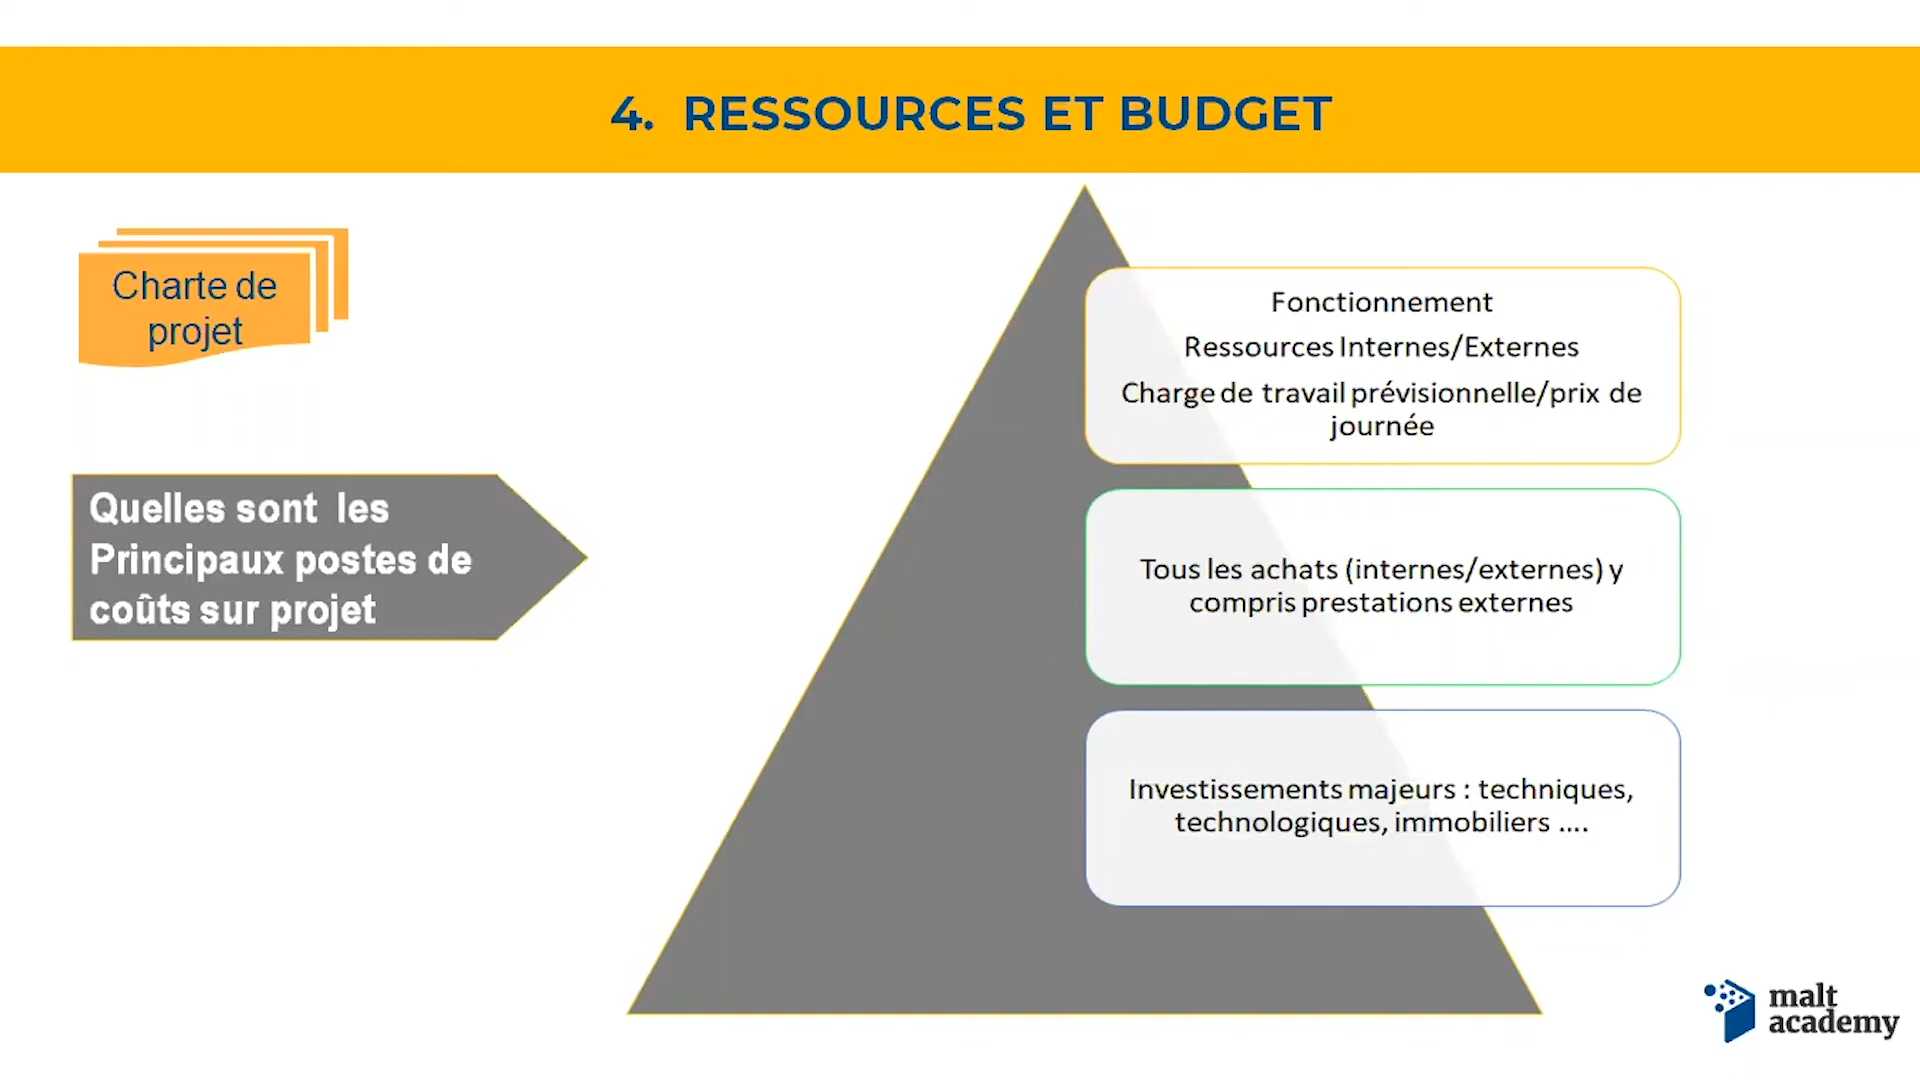 4. RESSOURCES ET BUDGET
Charte de
projet
Quelles sont les
Principaux postes de
coûts sur projet
Fonctionnement
Ressources Internes/Externes
Charge de travail prévisionnelle/prix de
journée
Tous les achats (internes/externes) y
compris prestations externes
Investissements majeurs : techniques,
technologiques, immobiliers ....
malt
academy